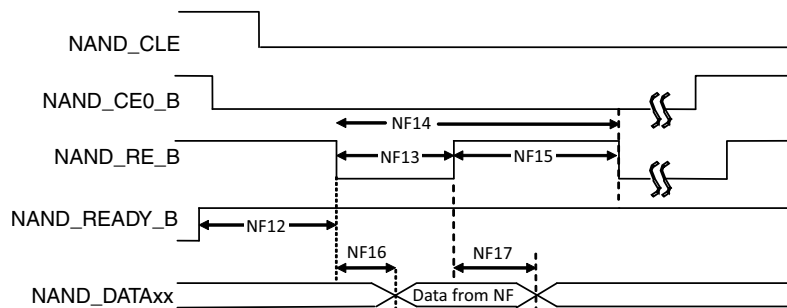 NAND_CLE
NAND_CE0_B
NF14
NAND_RE_B
NF13
NF15
NAND_READY_B
NF12
NF16
NF17
NAND_DATAxx
Data from NF